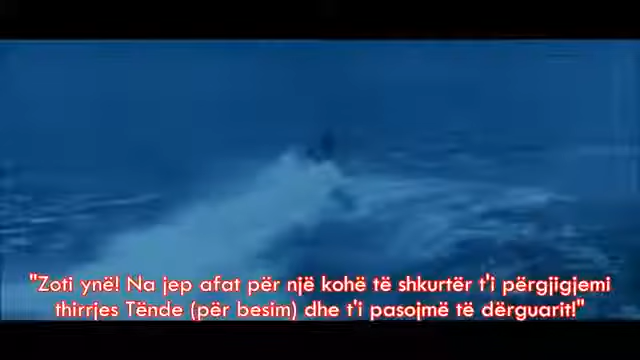 "Zoti ynë! Na jep afat për një kohë të shkurtër t'i përgjigjemi
thirrjes Tënde (për besim) dhe t'i pasojmë të dërguarit!"